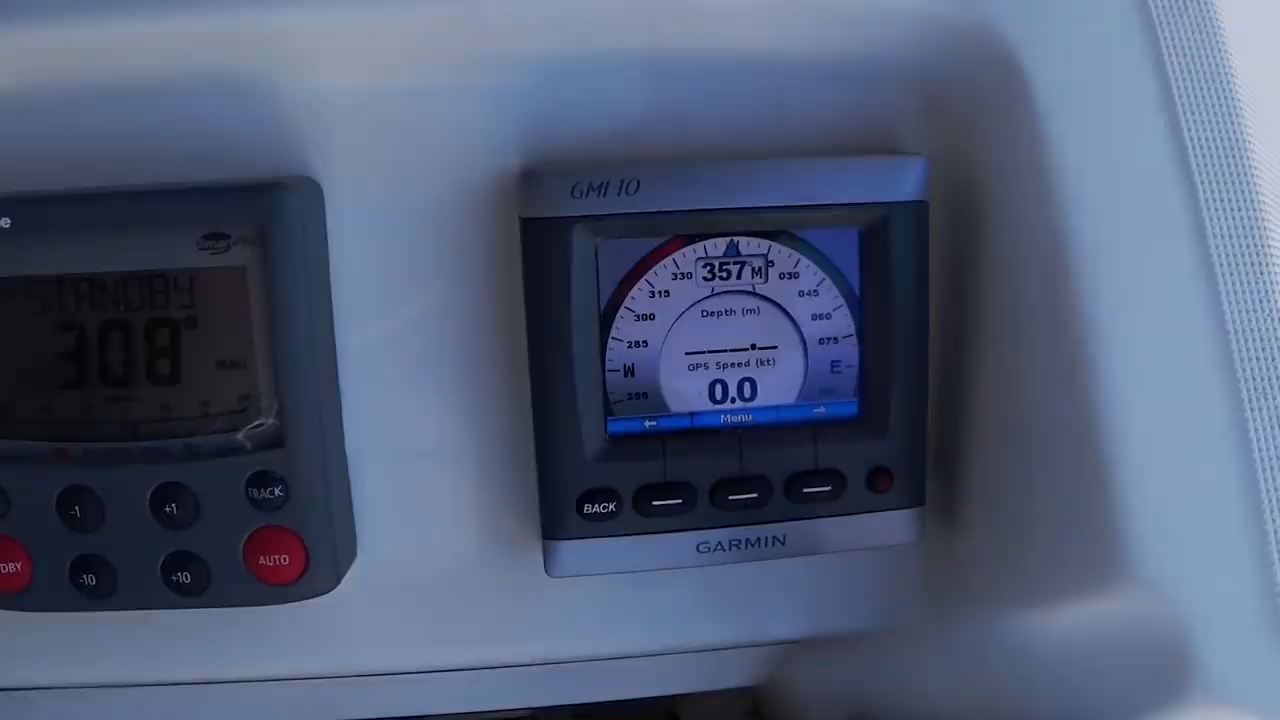 STANDBY
308°
-1
+1
TRACK
-10
+10
AUTO
GMI 10
357°M
330
030
315
045
300
060
285
075
W
E
255
Depth (m)
GPS Speed (kt)
0.0
Menu
BACK
GARMIN